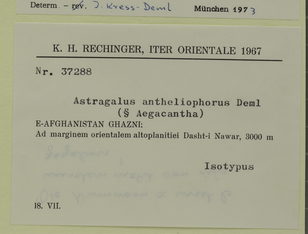 Determ - rev. I. Kress-Deml München 1973
K. H. RECHINGER, ITER ORIENTALE 1967
Nr. 37288
Astragalus antheliophorus Deml
(§ Aegacantha)
E-AFGHANISTAN GHAZNI:
Ad marginem orientalem altoplanitiei Dasht-i Nawar, 3000 m
Isotypus
18. VII.